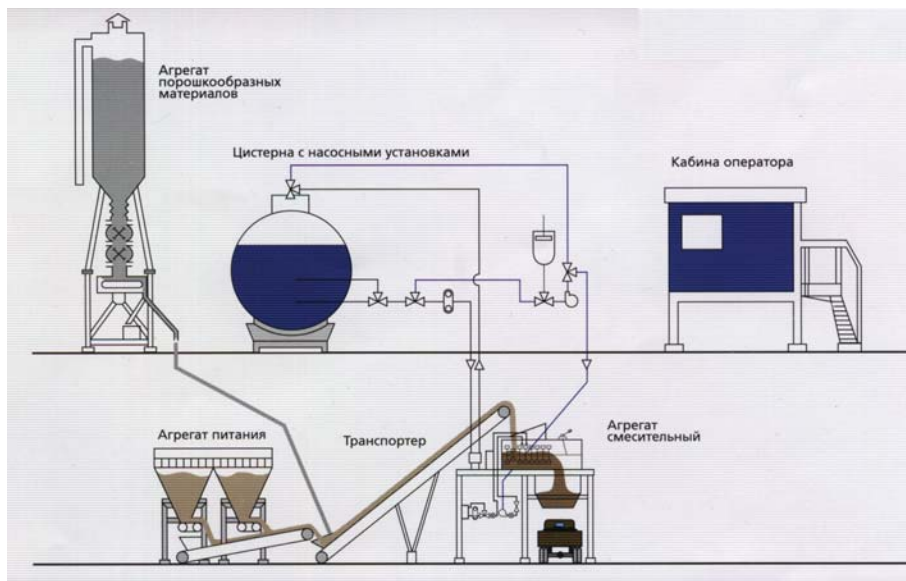 Агрегат
порошкообразных
материалов
Цистерна с насосными установками
Кабина оператора
Агрегат питания
Транспортер
Агрегат
смесительный